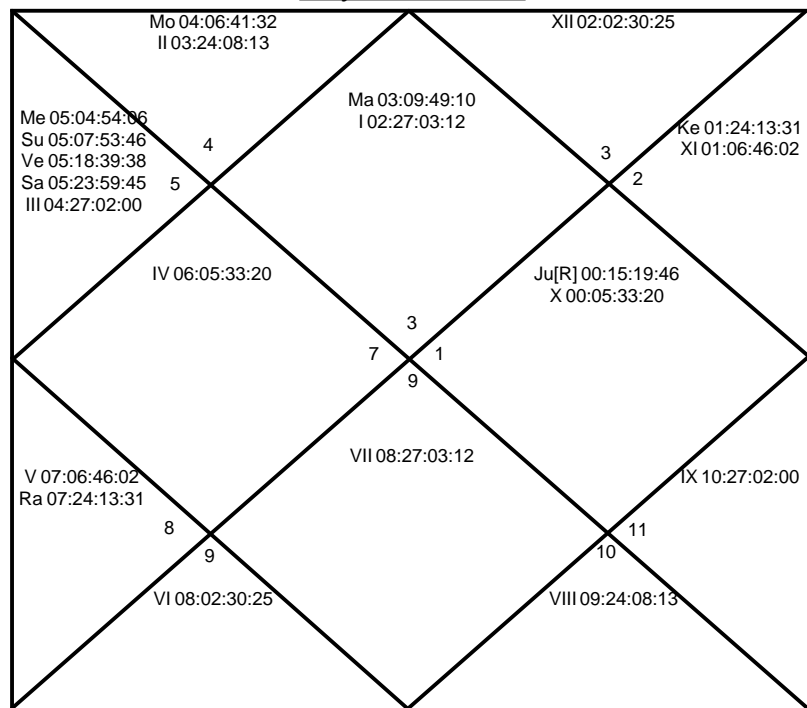 Mo 04:06:41:32
II 03:24:08:13
XII 02:02:30:25
Ma 03:09:49:10
I 02:27:03:12
Me 05:04:54:06
Su 05:07:53:46
Ve 05:18:39:38
Sa 05:23:59:45
III 04:27:02:00
4
5
Ke 01:24:13:31
XI 01:06:46:02
3
2
IV 06:05:33:20
Ju[R] 00:15:19:46
X 00:05:33:20
3
7
1
9
V 07:06:46:02
Ra 07:24:13:31
VII 08:27:03:12
IX 10:27:02:00
8
9
11
10
VI 08:02:30:25
VIII 09:24:08:13